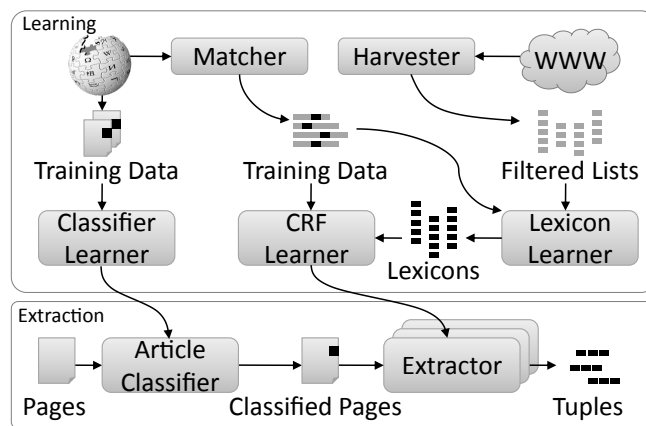 Learning
Matcher
Harvester
WWW
Training Data
Training Data
Filtered Lists
Classifier
Learner
CRF
Learner
Lexicons
Lexicon
Learner
Extraction
Article
Classifier
Extractor
Pages
Classified Pages
Tuples